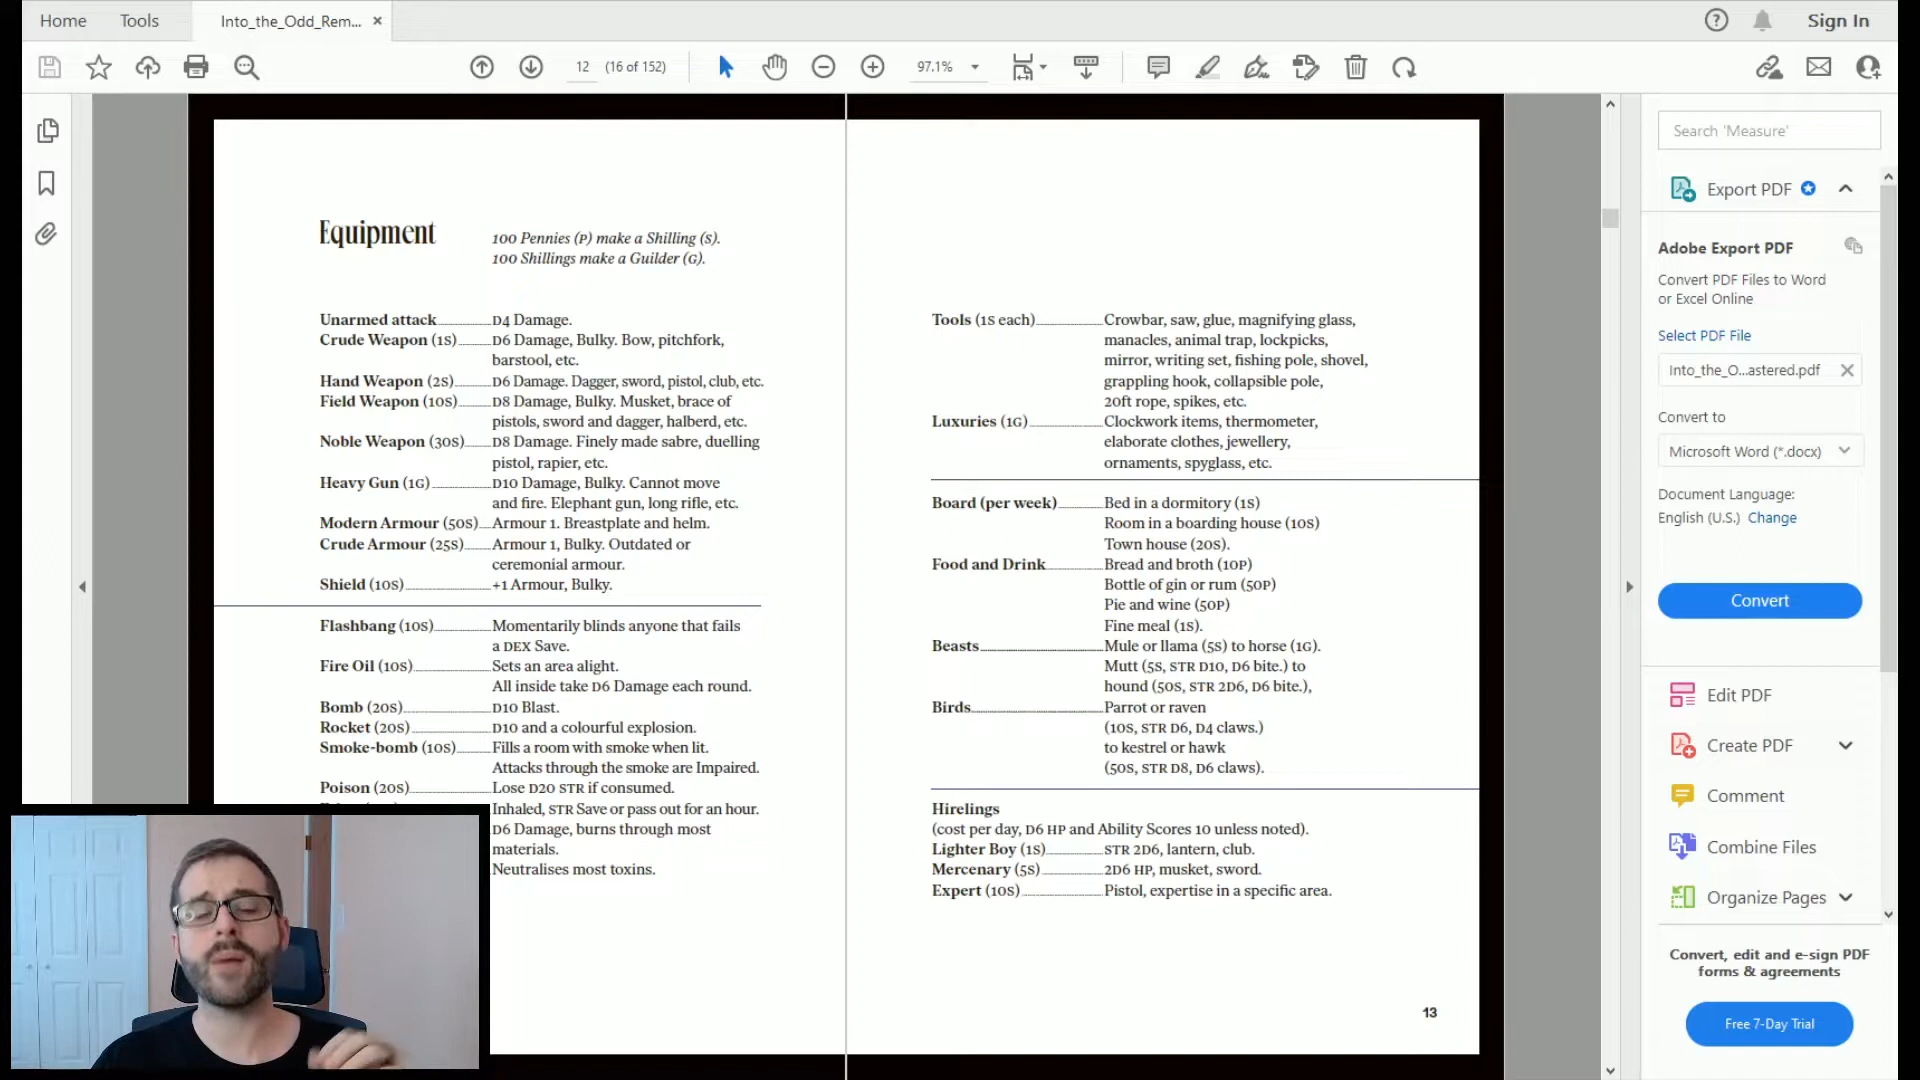 Home
Tools
Into_the_Odd_Rem...
Sign In
12
(16 of 152)
97.1%
Equipment
100 Pennies (P) make a Shilling (S).
100 Shillings make a Guilder (G).
Unarmed attack D4 Damage.
Crude Weapon (1S) D6 Damage, Bulky. Bow, pitchfork,
barstool, etc.
Hand Weapon (2S) D6 Damage. Dagger, sword, pistol, club, etc.
Field Weapon (10S) D8 Damage, Bulky. Musket, brace of
pistols, sword and dagger, halberd, etc.
Noble Weapon (30S) D8 Damage. Finely made sabre, duelling
pistol, rapier, etc.
Heavy Gun (1G) D10 Damage, Bulky. Cannot move
and fire. Elephant gun, long rifle, etc.
Modern Armour (50S) Armour 1. Breastplate and helm.
Crude Armour (25S) Armour 1, Bulky. Outdated or
ceremonial armour.
Shield (10S) +1 Armour, Bulky.
Flashbang (10S) Momentarily blinds anyone that fails
a DEX Save.
Fire Oil (10S) Sets an area alight.
All inside take D6 Damage each round.
Bomb (20S) D10 Blast.
Rocket (20S) D10 and a colourful explosion.
Smoke-bomb (10S) Fills a room with smoke when lit.
Attacks through the smoke are Impaired.
Poison (20S) Lose D20 STR if consumed.
Inhaled, STR Save or pass out for an hour.
D6 Damage, burns through most
materials.
Neutralises most toxins.
Tools (1S each) Crowbar, saw, glue, magnifying glass,
manacles, animal trap, lockpicks,
mirror, writing set, fishing pole, shovel,
grappling hook, collapsible pole,
20ft rope, spikes, etc.
Luxuries (1G) Clockwork items, thermometer,
elaborate clothes, jewellery,
ornaments, spyglass, etc.
Board (per week) Bed in a dormitory (1S)
Room in a boarding house (10S)
Town house (20S).
Food and Drink Bread and broth (10P)
Bottle of gin or rum (50P)
Pie and wine (50P)
Fine meal (1S).
Beasts Mule or llama (5S) to horse (1G).
Mutt (5S, STR D10, D6 bite.) to
hound (50S, STR 2D6, D6 bite.),
Birds Parrot or raven
(10S, STR D6, D4 claws.)
to kestrel or hawk
(50S, STR D8, D6 claws).
Hirelings
(cost per day, D6 HP and Ability Scores 10 unless noted).
Lighter Boy (1S) STR 2D6, lantern, club.
Mercenary (5S) 2D6 HP, musket, sword.
Expert (10S) Pistol, expertise in a specific area.
13
Search 'Measure'
Export PDF
Adobe Export PDF
Convert PDF Files to Word
or Excel Online
Select PDF File
Into_the_O...astered.pdf
Convert to
Microsoft Word (*.docx)
Document Language:
English (U.S.) Change
Convert
Edit PDF
Create PDF
Comment
Combine Files
Organize Pages
Convert, edit and e-sign PDF
forms & agreements
Free 7-Day Trial